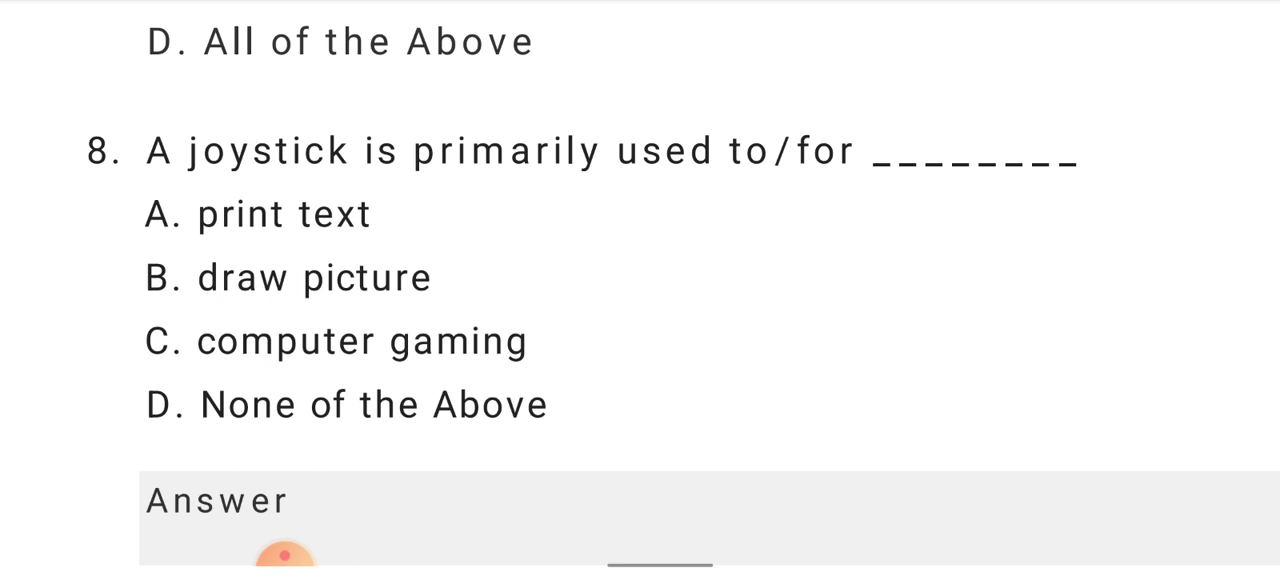 D. All of the Above
8. A joystick is primarily used to/for ________
A. print text
B. draw picture
C. computer gaming
D. None of the Above
Answer